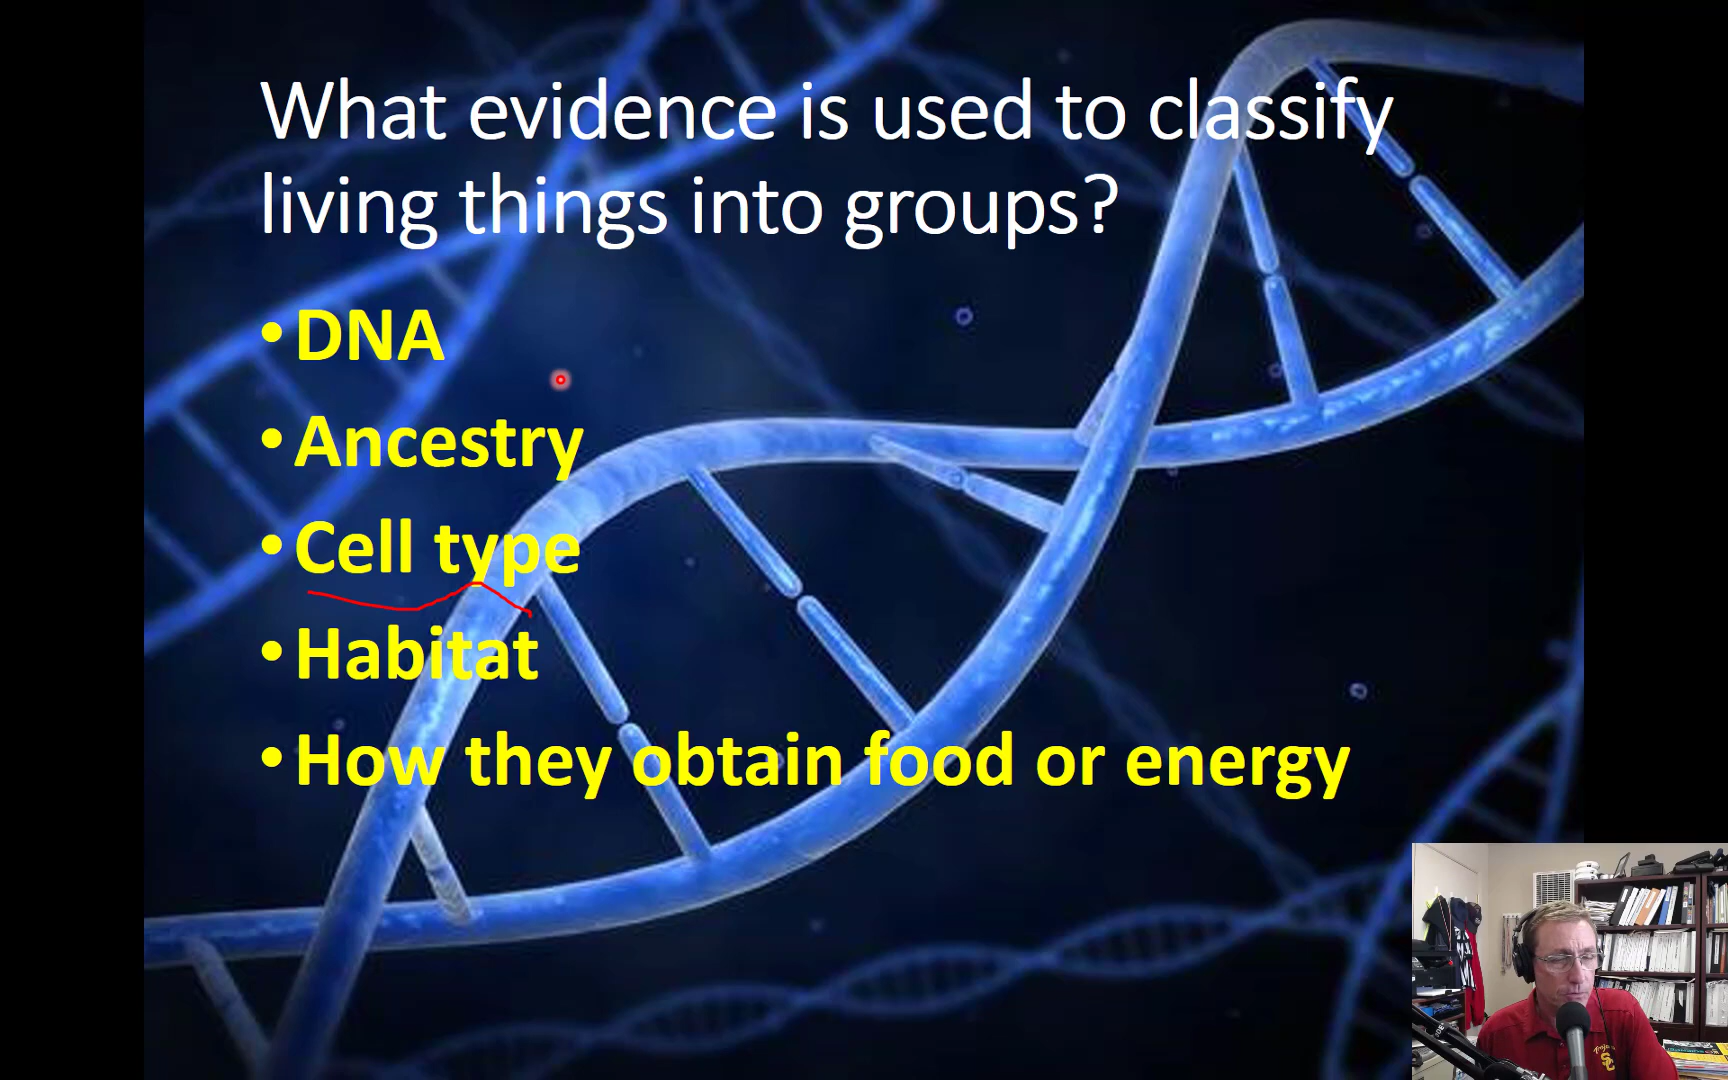 What evidence is used to classify
living things into groups?
• DNA
• Ancestry
• Cell type
• Habitat
• How they obtain food or energy
SC